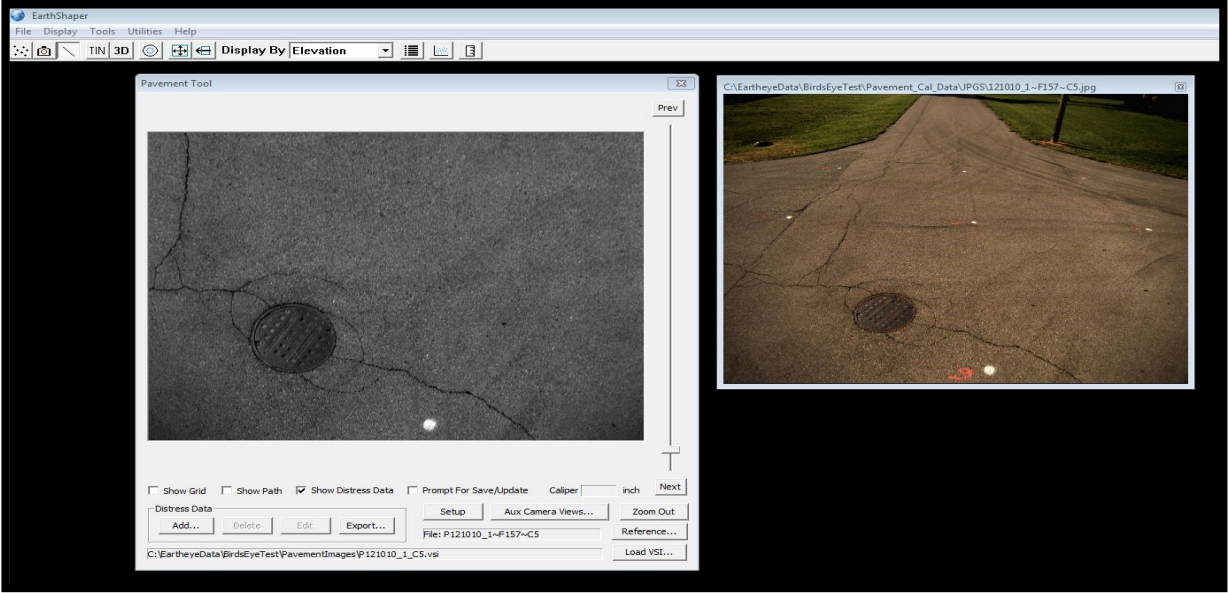 EarthShaper
File Display Tools Utilities Help
TIN 3D Display By Elevation
Pavement Tool
C:\EartheyeData\BirdsEyeTest\Pavement_Cal_Data\JPGS\121010_1~F157~C5.jpg
Prev
Show Grid Show Path Show Distress Data Prompt For Save/Update Caliper inch Next
Distress Data
Add... Delete Edit Export...
Setup Aux Camera Views... Zoom Out
File: P121010_1~F157~C5 Reference...
C:\EartheyeData\BirdsEyeTest\PavementImages\P121010_1_C5.vsi Load VSI...